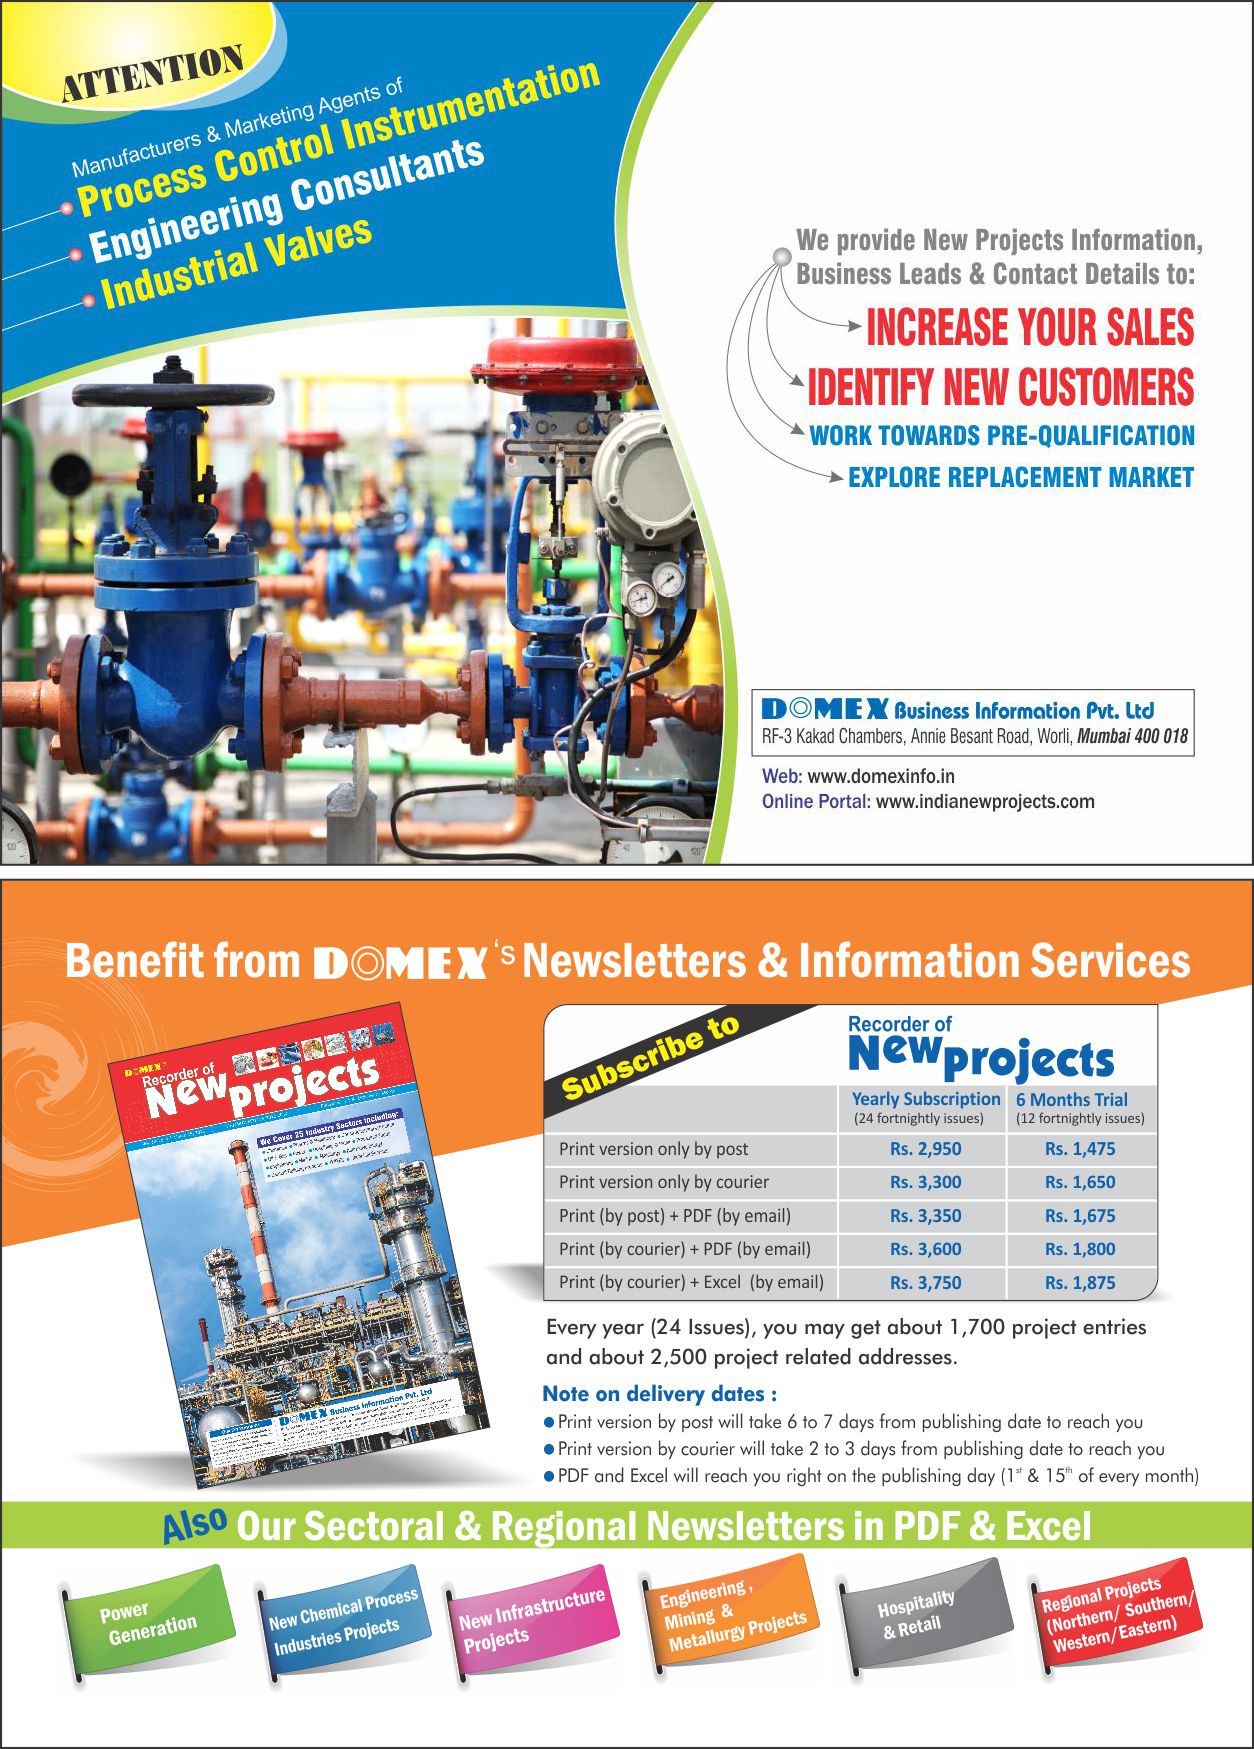 ATTENTION
Manufacturers & Marketing Agents of
Process Control Instrumentation
Engineering Consultants
Industrial Valves
We provide New Projects Information,
Business Leads & Contact Details to:
INCREASE YOUR SALES
IDENTIFY NEW CUSTOMERS
WORK TOWARDS PRE-QUALIFICATION
EXPLORE REPLACEMENT MARKET
DOMEX Business Information Pvt. Ltd
RF-3 Kakad Chambers, Annie Besant Road, Worli, Mumbai 400 018
Web: www.domexinfo.in
Online Portal: www.indianewprojects.com
Benefit from DOMEX 's Newsletters & Information Services
DOMEX
Recorder of
New projects
We Cover 25 Industry Sectors including:
DOMEX Business Information Pvt. Ltd
Subscribe to
Recorder of
New projects
Yearly Subscription 6 Months Trial
(24 fortnightly issues) (12 fortnightly issues)
Print version only by post Rs. 2,950 Rs. 1,475
Print version only by courier Rs. 3,300 Rs. 1,650
Print (by post) + PDF (by email) Rs. 3,350 Rs. 1,675
Print (by courier) + PDF (by email) Rs. 3,600 Rs. 1,800
Print (by courier) + Excel (by email) Rs. 3,750 Rs. 1,875
Every year (24 Issues), you may get about 1,700 project entries
and about 2,500 project related addresses.
Note on delivery dates :
● Print version by post will take 6 to 7 days from publishing date to reach you
● Print version by courier will take 2 to 3 days from publishing date to reach you
● PDF and Excel will reach you right on the publishing day (1st & 15th of every month)
Also Our Sectoral & Regional Newsletters in PDF & Excel
Power
Generation
New Chemical Process
Industries Projects
New Infrastructure
Projects
Engineering ,
Mining &
Metallurgy Projects
Hospitality
& Retail
Regional Projects
(Northern/ Southern/
Western/Eastern)